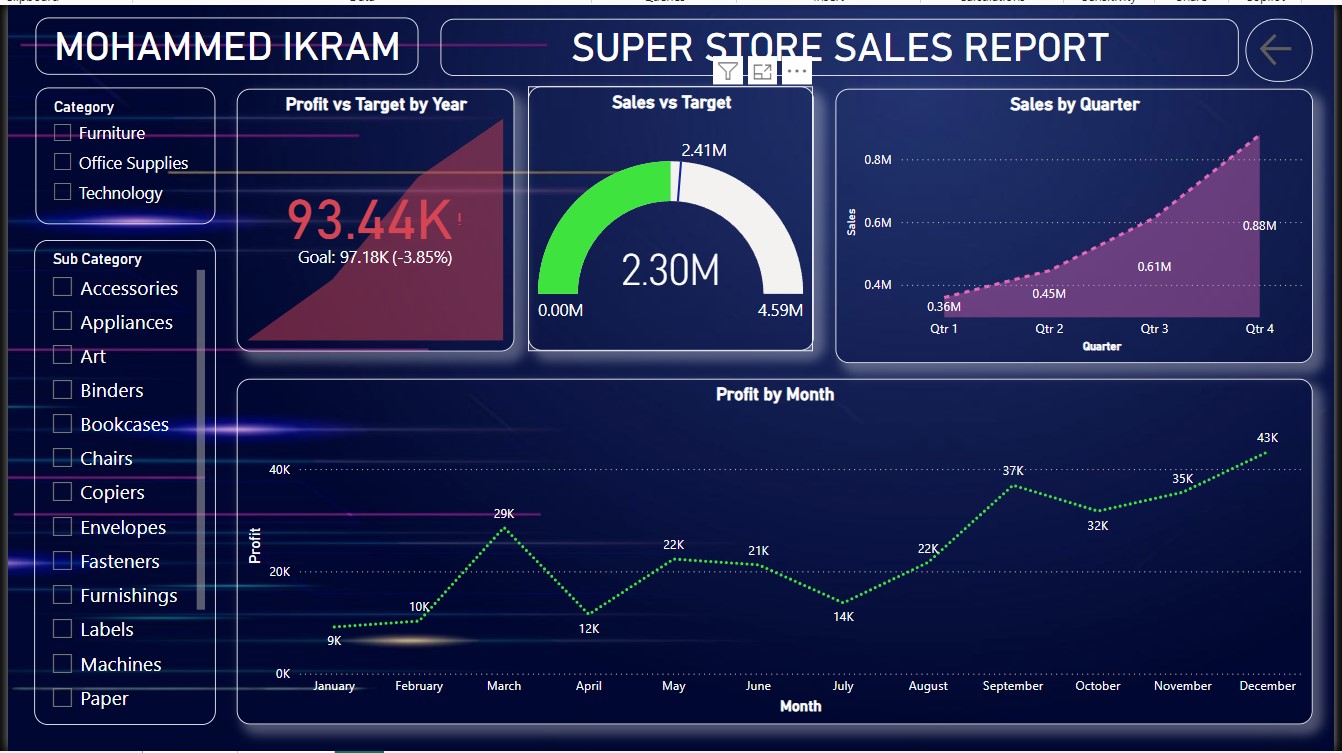 MOHAMMED IKRAM
SUPER STORE SALES REPORT
Category
Furniture
Office Supplies
Technology
Sub Category
Accessories
Appliances
Art
Binders
Bookcases
Chairs
Copiers
Envelopes
Fasteners
Furnishings
Labels
Machines
Paper
Profit vs Target by Year
93.44K!
Goal: 97.18K (-3.85%)
Sales vs Target
2.41M
2.30M
0.00M
4.59M
Sales by Quarter
Sales
0.8M
0.6M
0.4M
0.36M
0.45M
0.61M
0.88M
Qtr 1
Qtr 2
Qtr 3
Qtr 4
Quarter
Profit by Month
Profit
40K
20K
0K
9K
10K
29K
12K
22K
21K
14K
22K
37K
32K
35K
43K
January
February
March
April
May
June
July
August
September
October
November
December
Month